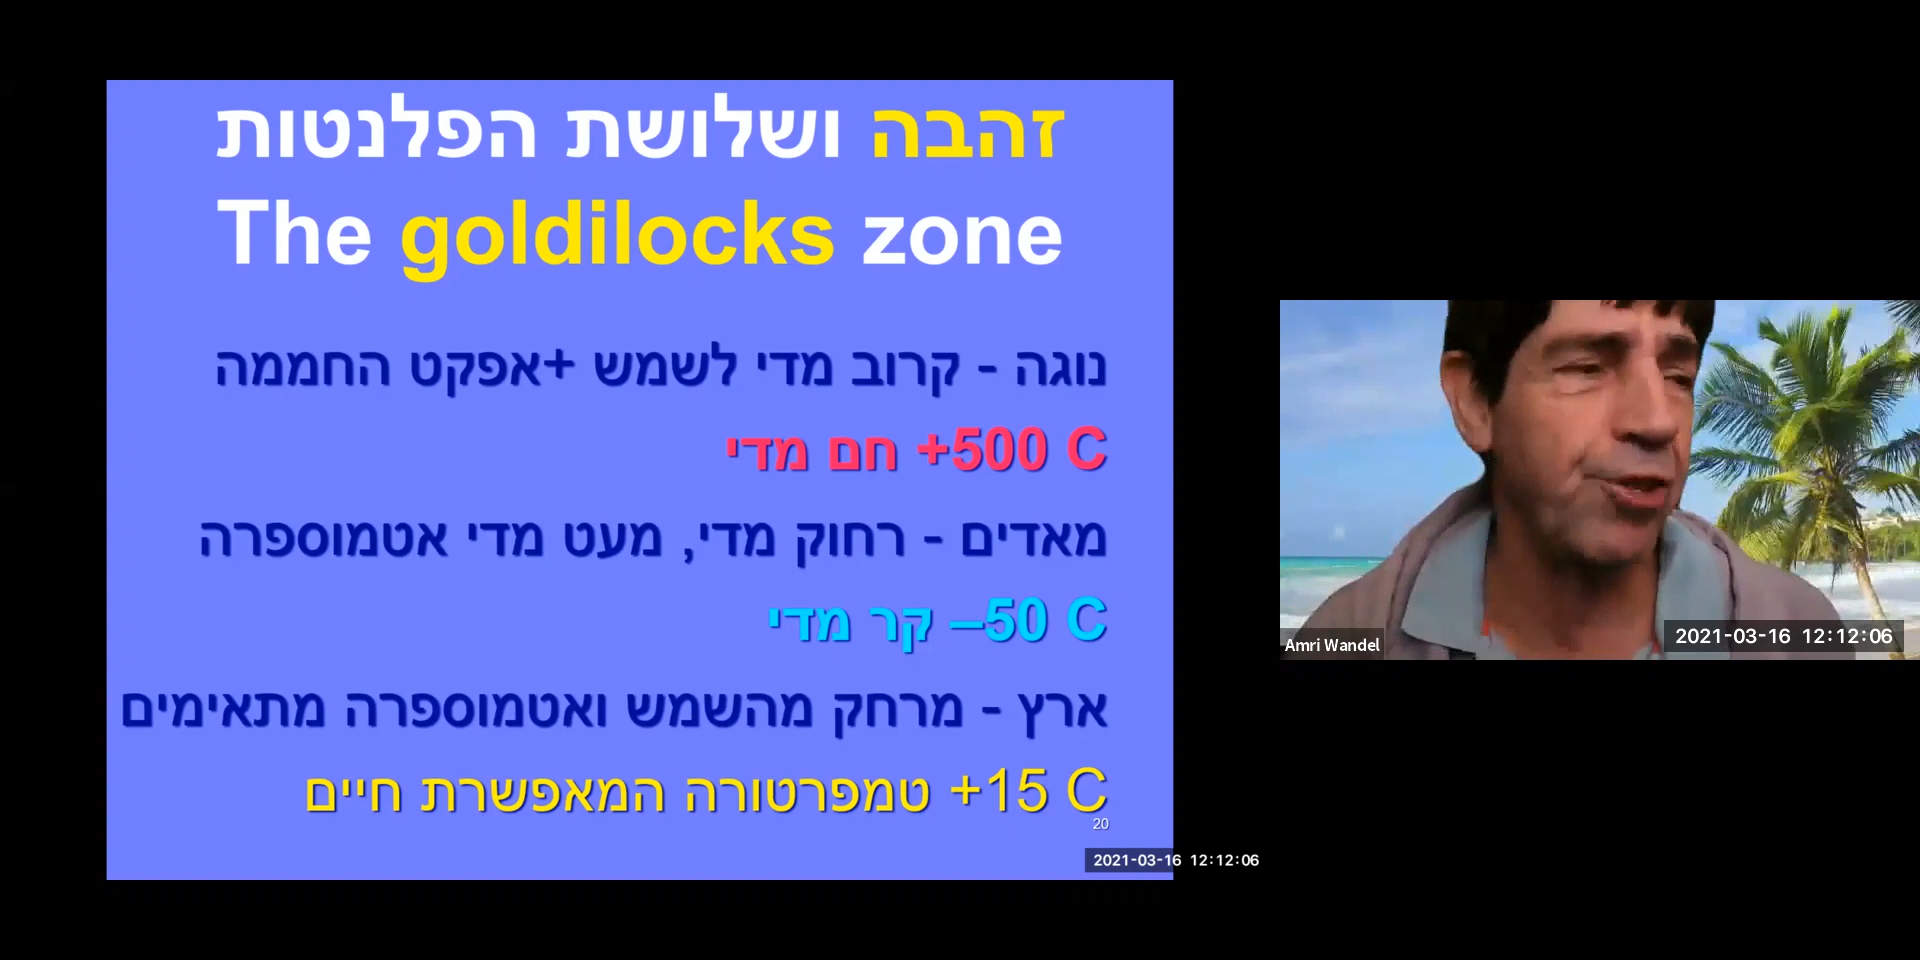 זהבה ושלושת הפלנטות
The goldilocks zone
נוגה - קרוב מדי לשמש +אפקט החממה
+500 C חם מדי
מאדים - רחוק מדי, מעט מדי אטמוספרה
–50 C קר מדי
ארץ - מרחק מהשמש ואטמוספרה מתאימים
+15 C טמפרטורה המאפשרת חיים
20
2021-03-16 12:12:06
Amri Wandel
2021-03-16 12:12:06